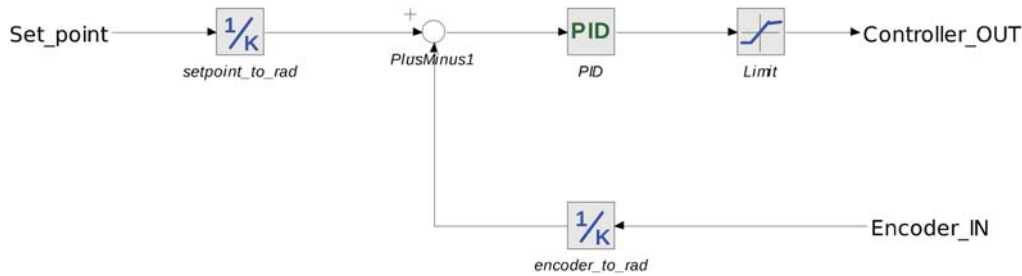 +
Set_point
1/K
setpoint_to_rad
PlusMinus1
PID
PID
Limit
Controller_OUT
1/K
encoder_to_rad
Encoder_IN